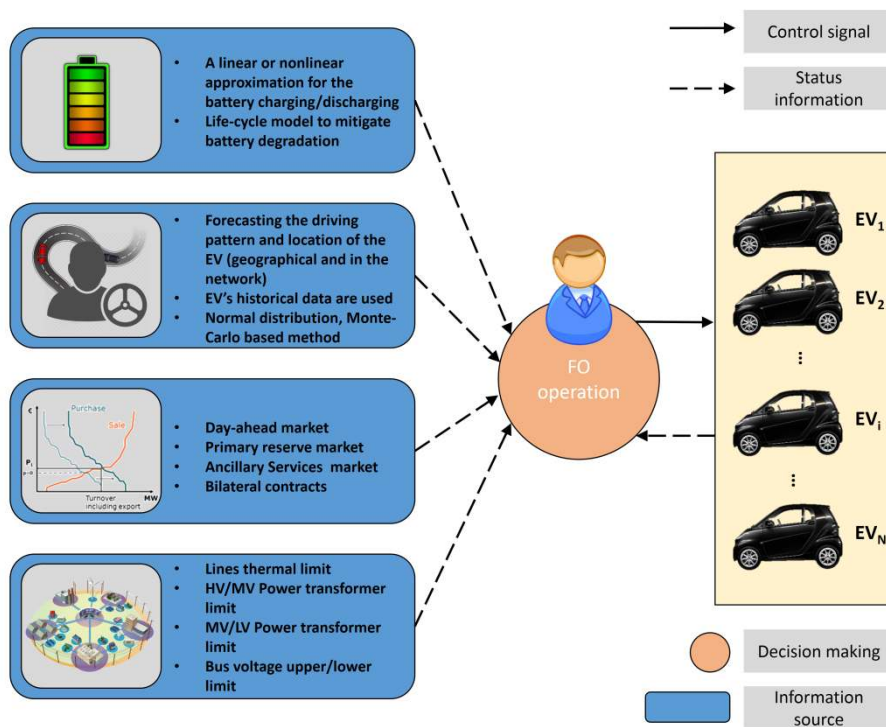 • A linear or nonlinear
approximation for the
battery charging/discharging
• Life-cycle model to mitigate
battery degradation
Control signal
Status
information
• Forecasting the driving
pattern and location of the
EV (geographical and in the
network)
• EV's historical data are used
• Normal distribution, Monte-
Carlo based method
FO
operation
EV1
EV2
...
EVi
...
EVN
€
Purchase
Sale
Turnover
including export
MW
• Day-ahead market
• Primary reserve market
• Ancillary Services market
• Bilateral contracts
• Lines thermal limit
• HV/MV Power transformer
limit
• MV/LV Power transformer
limit
• Bus voltage upper/lower
limit
Decision making
Information
source